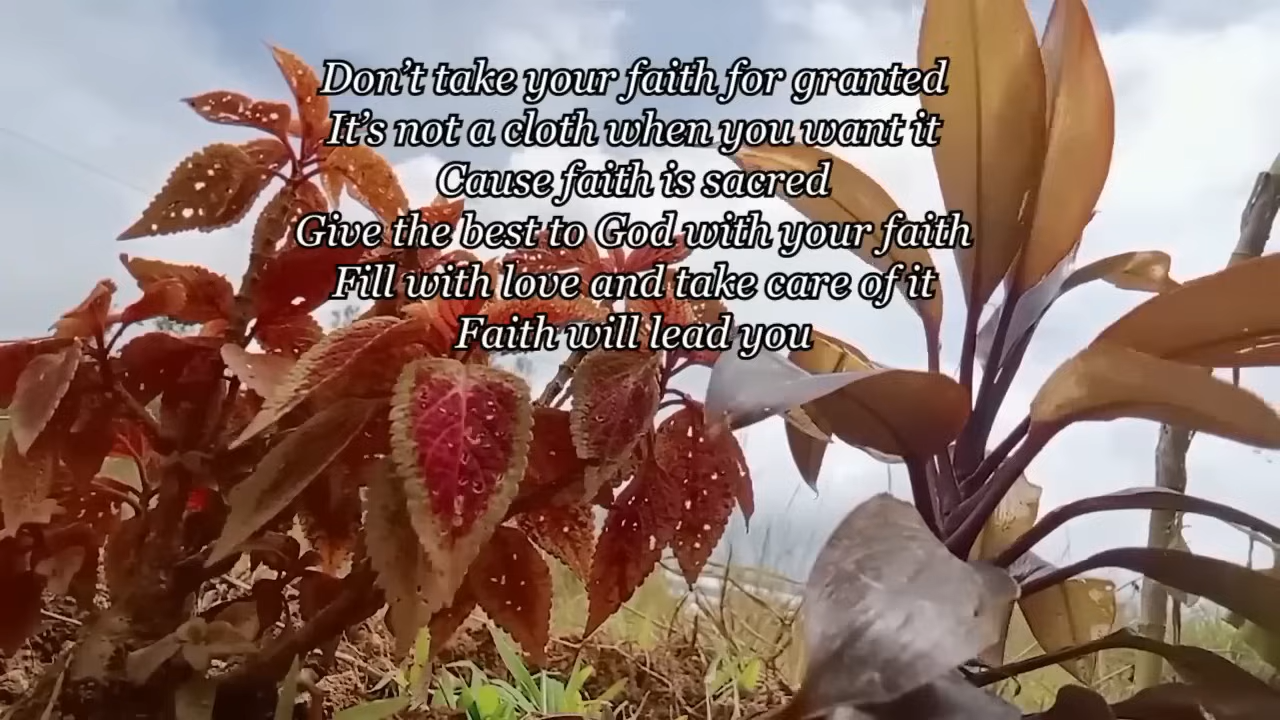 Don't take your faith for granted
It's not a cloth when you want it
Cause faith is sacred
Give the best to God with your faith
Fill with love and take care of it
Faith will lead you